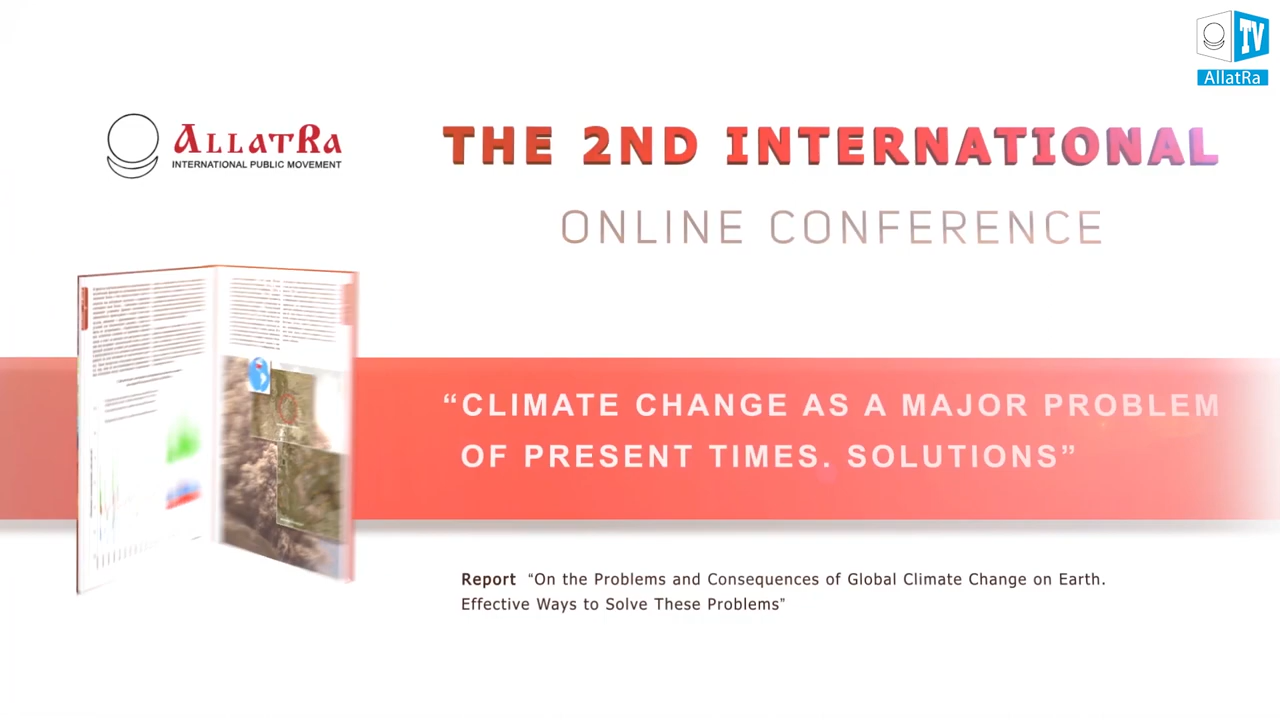 TV
AllatRa
ALLATRA
INTERNATIONAL PUBLIC MOVEMENT
THE 2ND INTERNATIONAL
ONLINE CONFERENCE
“CLIMATE CHANGE AS A MAJOR PROBLEM
OF PRESENT TIMES. SOLUTIONS”
Report “On the Problems and Consequences of Global Climate Change on Earth.
Effective Ways to Solve These Problems”